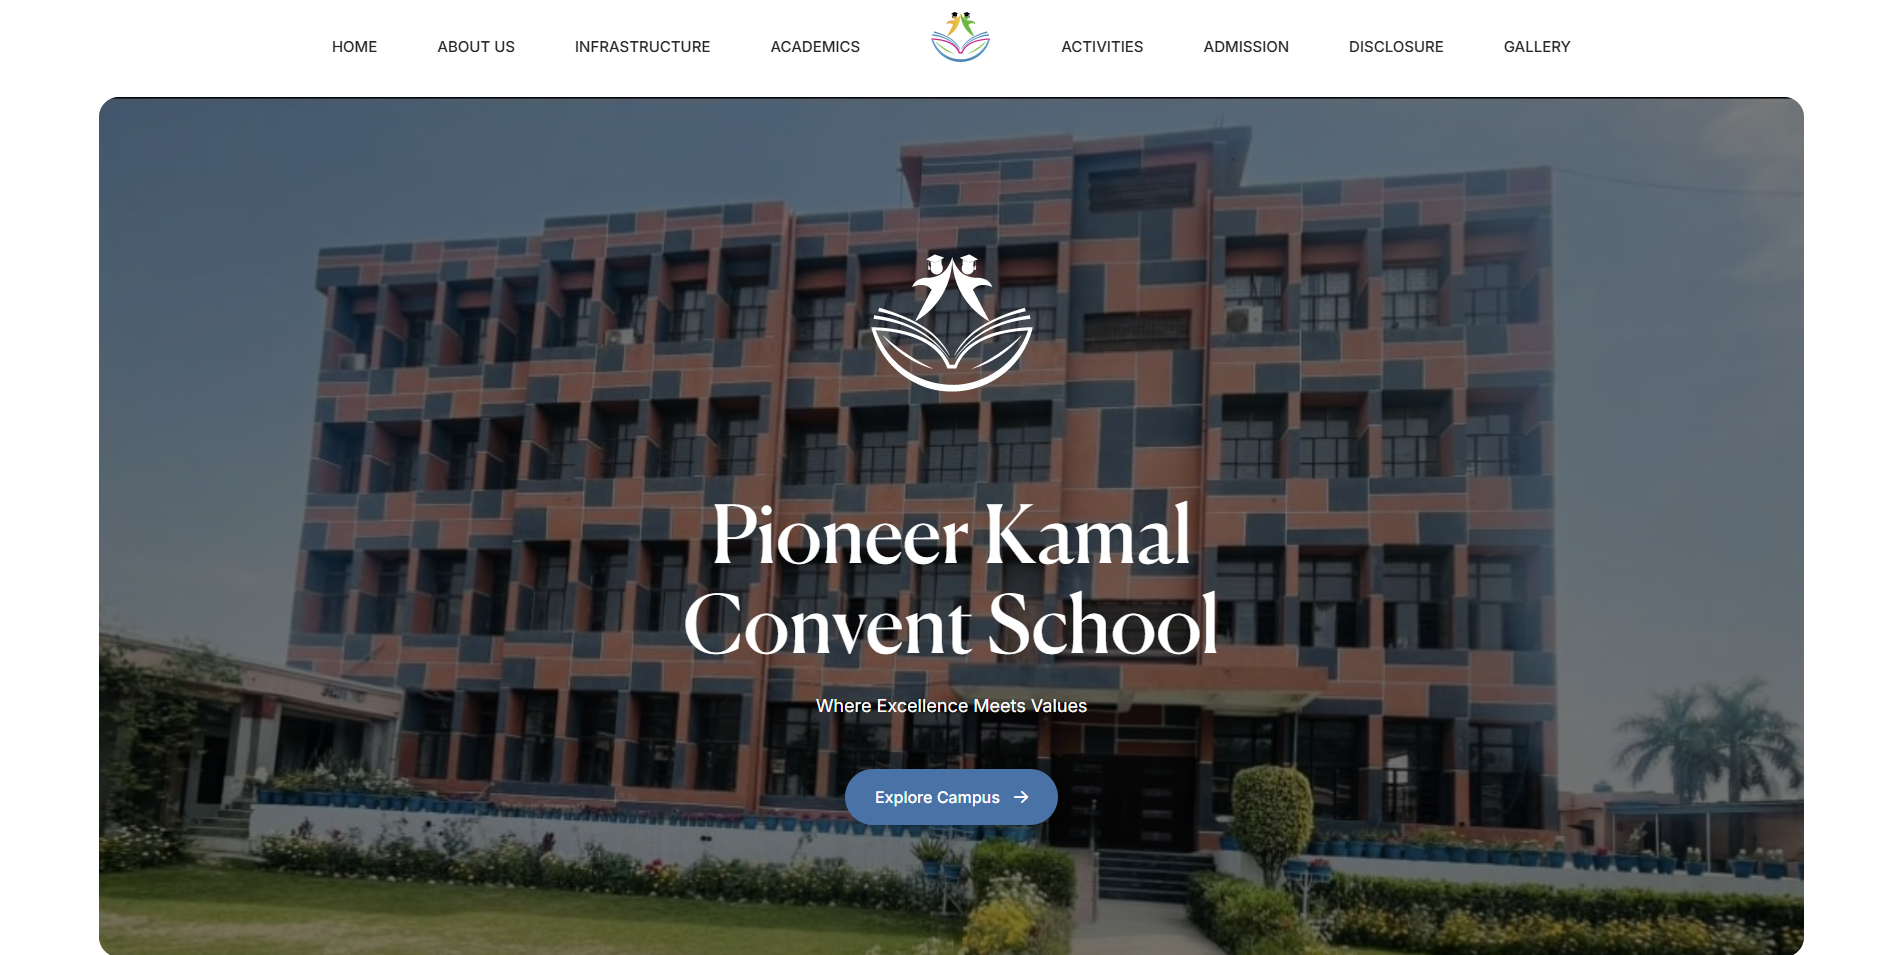 HOME ABOUT US INFRASTRUCTURE ACADEMICS ACTIVITIES ADMISSION DISCLOSURE GALLERY
Pioneer Kamal
Convent School
Where Excellence Meets Values
Explore Campus